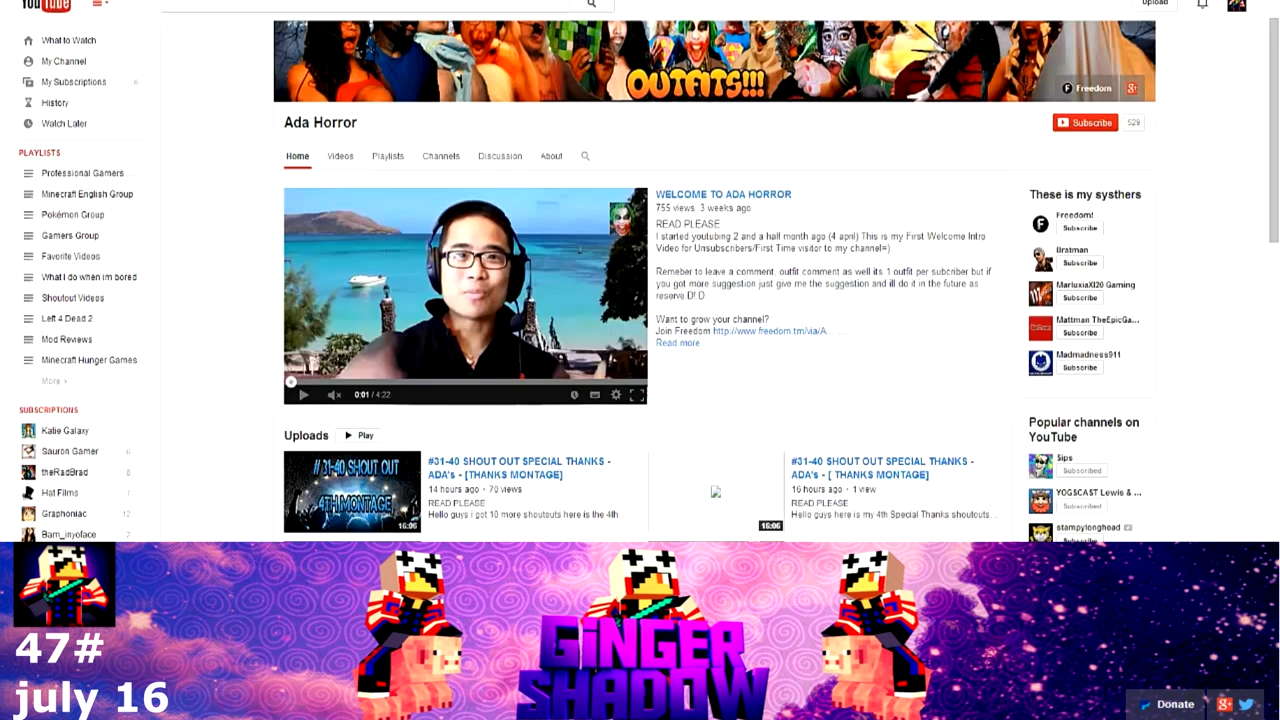 YouTube
Upload
What to Watch
My Channel
My Subscriptions
History
Watch Later
PLAYLISTS
Professional Gamers ...
Minecraft English Group
Pokémon Group
Gamers Group
Favorite Videos
What I do when im bored
Shoutout Videos
Left 4 Dead 2
Mod Reviews
Minecraft Hunger Games
More >
SUBSCRIPTIONS
Katie Galaxy
Sauron Gamer 6
theRadBrad 8
Hat Films 1
Graphoniac 12
Bam_inyoface 2
OUTFITS!!!
Freedom
Ada Horror
Subscribe 529
Home Videos Playlists Channels Discussion About
0:01 / 4:22
WELCOME TO ADA HORROR
755 views 3 weeks ago
READ PLEASE
I started youtubing 2 and a half month ago (4 april) This is my First Welcome Intro
Video for Unsubscribers/First Time visitor to my channel=)
Remeber to leave a comment, outfit comment as well its 1 outfit per subcriber but if
you got more suggestion just give me the suggestion and ill do it in the future as
reserve D! D
Want to grow your channel?
Join Freedom http://www.freedom.tm/via/A...
Read more
These is my systhers
Freedom!
Subscribe
Bratman
Subscribe
MarluxiaXI20 Gaming
Subscribe
Mattman TheEpicGa...
Subscribe
Madmadness911
Subscribe
Uploads Play
# 31-40 SHOUT OUT
4TH MONTAGE
16:06
#31-40 SHOUT OUT SPECIAL THANKS -
ADA's - [THANKS MONTAGE]
14 hours ago • 70 views
READ PLEASE
Hello guys i got 10 more shoutouts here is the 4th...
16:06
#31-40 SHOUT OUT SPECIAL THANKS -
ADA's - [ THANKS MONTAGE]
16 hours ago • 1 view
READ PLEASE
Hello guys here is my 4th Special Thanks shoutouts...
Popular channels on
YouTube
Sips
Subscribed
YOGSCAST Lewis & ...
Subscribed
stampylonghead
Subscribe
47#
july 16
GINGER
SHADOW
Donate